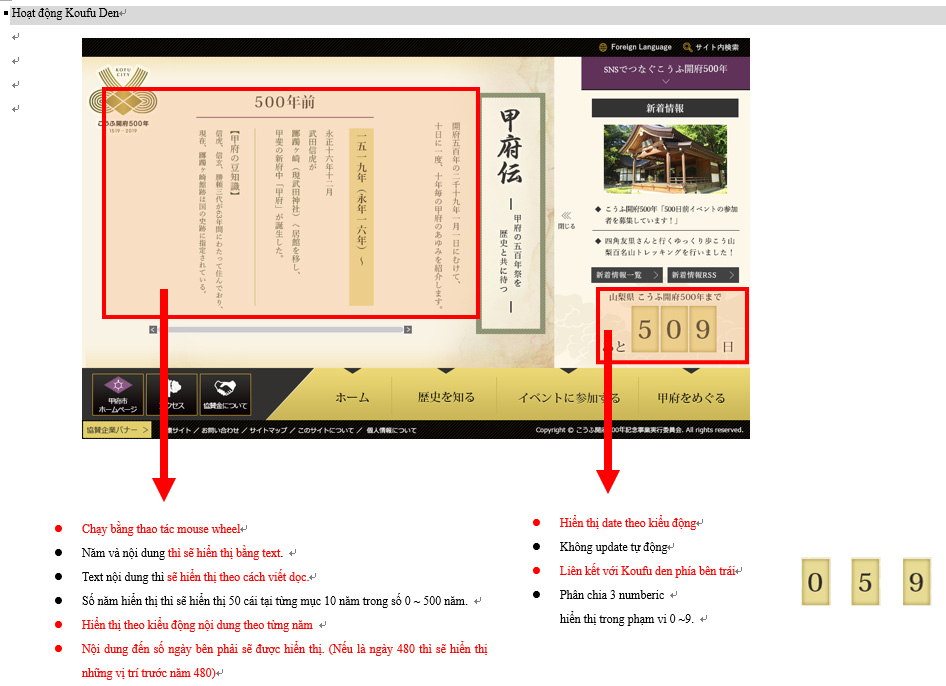 Hoạt động Koufu Den
Foreign Language
サイト内検索
KOFU CITY
こうふ開府500年
1519 - 2019
500年前
開府五百年の二千十九年一月一日にむけて、
十日に一度、十年毎の甲府のあゆみを紹介します。
一五一九年（永年一六年）～
永正十六年十二月
武田信虎が
躑躅ヶ崎（現武田神社）へ居館を移し、
甲斐の新府中「甲府」が誕生した。
【甲府の豆知識】
信虎、信玄、勝頼三代が63年間にわたって住んでおり、
現在、躑躅ヶ崎館跡は国の史跡に指定されている。
甲府伝
甲府の五百年祭を
歴史と共に待つ
閉じる
SNSでつなぐこうふ開府500年
新着情報
こうふ開府500年「500日前イベントの参加
者を募集しています！」
四角友里さんと行くゆっくり歩こう山
梨百名山トレッキングを行いました！
新着情報一覧
新着情報RSS
山梨県 こうふ開府500年まで
と 5 0 9 日
甲府市
ホームページ
クセス
協賛金について
ホーム
歴史を知る
イベントに参加する
甲府をめぐる
協賛企業バナー
サイト ／ お問い合わせ ／ サイトマップ ／ このサイトについて ／ 個人情報について
Copyright © こうふ開府500年記念事業実行委員会. All rights reserved.
Chạy bằng thao tác mouse wheel
Năm và nội dung thì sẽ hiển thị bằng text.
Text nội dung thì sẽ hiển thị theo cách viết dọc.
Số năm hiển thị thì sẽ hiển thị 50 cái tại từng mục 10 năm trong số 0 ~ 500 năm.
Hiển thị theo kiểu động nội dung theo từng năm
Nội dung đến số ngày bên phải sẽ được hiển thị. (Nếu là ngày 480 thì sẽ hiển thị
những vị trí trước năm 480)
Hiển thị date theo kiểu động
Không update tự động
Liên kết với Koufu den phía bên trái
Phân chia 3 numberic
hiển thị trong phạm vi 0 ~9.
0 5 9